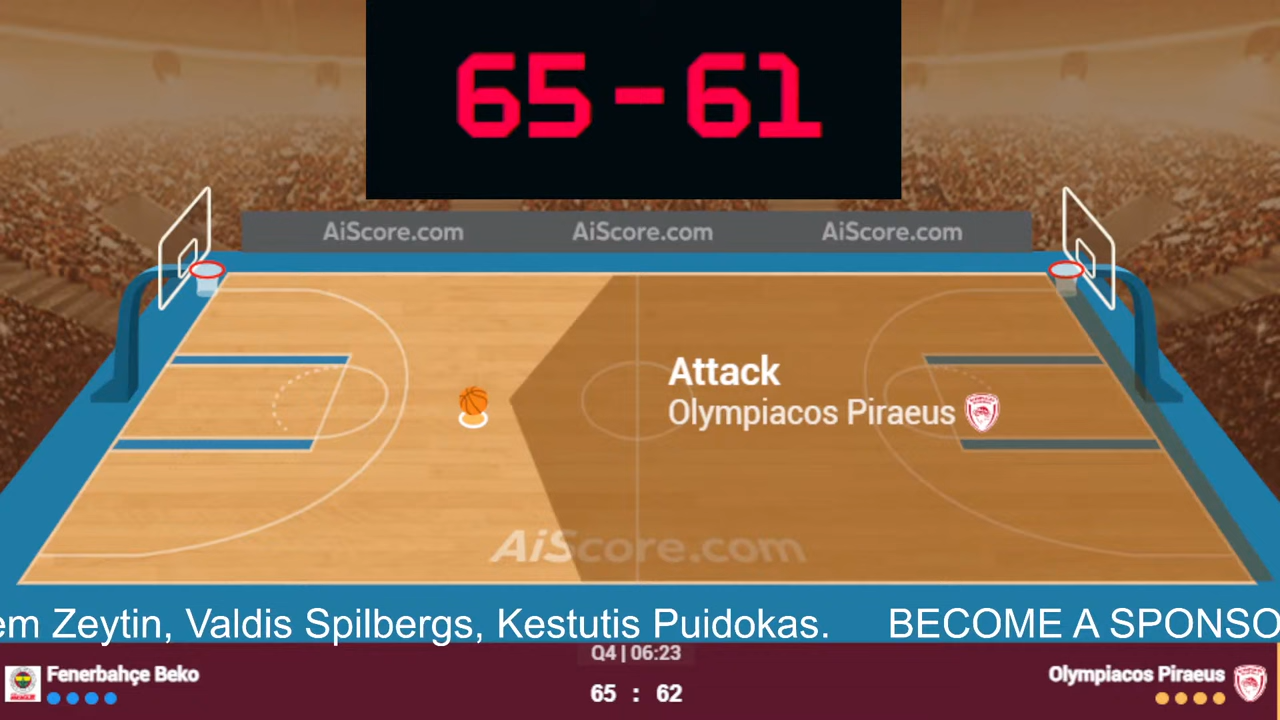 65-61
AiScore.com AiScore.com AiScore.com
Attack
Olympiacos Piraeus
AiScore.com
em Zeytin, Valdis Spilbergs, Kestutis Puidokas. BECOME A SPONSO
Q4 | 06:23
Fenerbahçe Beko
65 : 62
Olympiacos Piraeus